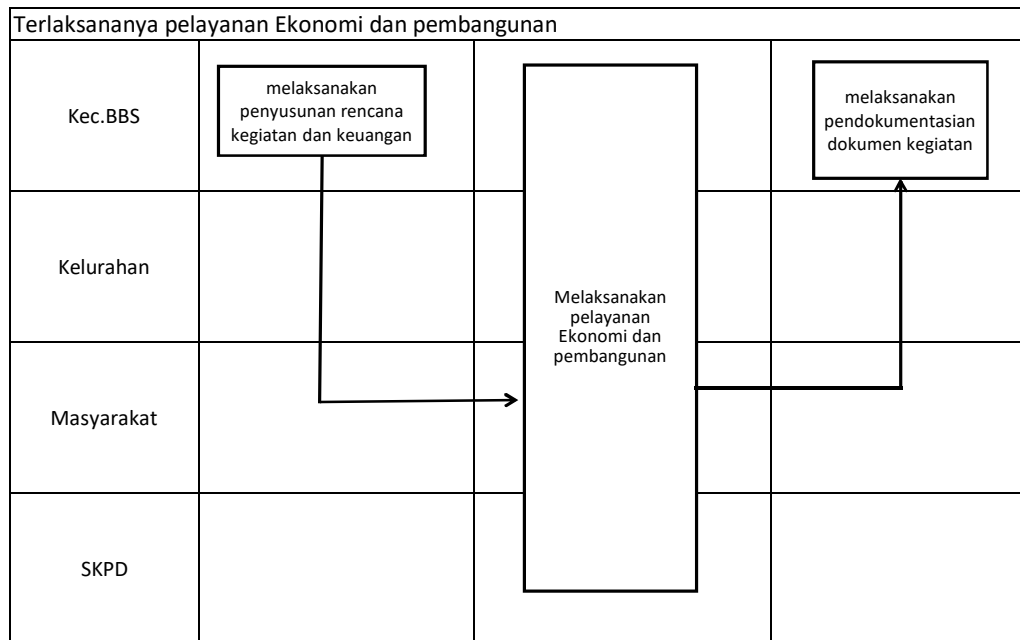 Terlaksananya pelayanan Ekonomi dan pembangunan
Kec.BBS
melaksanakan
penyusunan rencana
kegiatan dan keuangan
melaksanakan
pendokumentasian
dokumen kegiatan
Kelurahan
Melaksanakan
pelayanan
Ekonomi dan
pembangunan
Masyarakat
SKPD